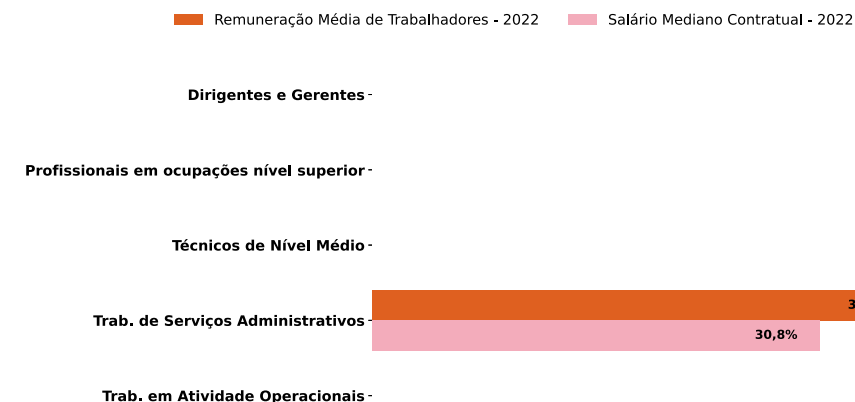 Remuneração Média de Trabalhadores - 2022 Salário Mediano Contratual - 2022
Dirigentes e Gerentes
Profissionais em ocupações nível superior
Técnicos de Nível Médio
Trab. de Serviços Administrativos
30,8%
Trab. em Atividade Operacionais